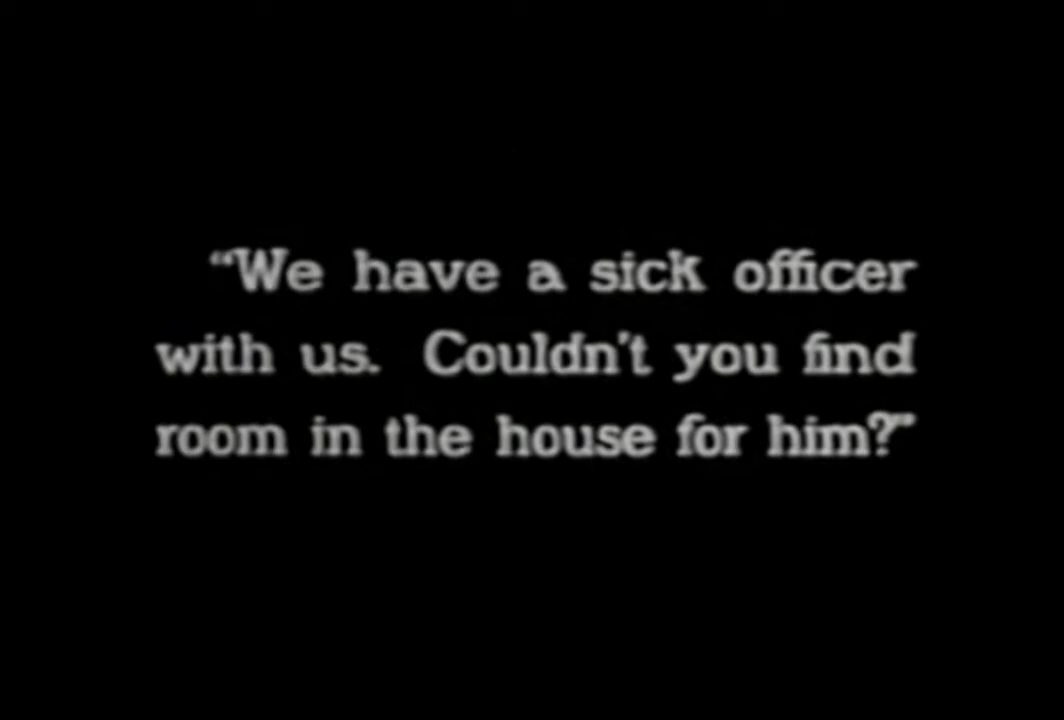 “We have a sick officer
with us. Couldn't you find
room in the house for him?”